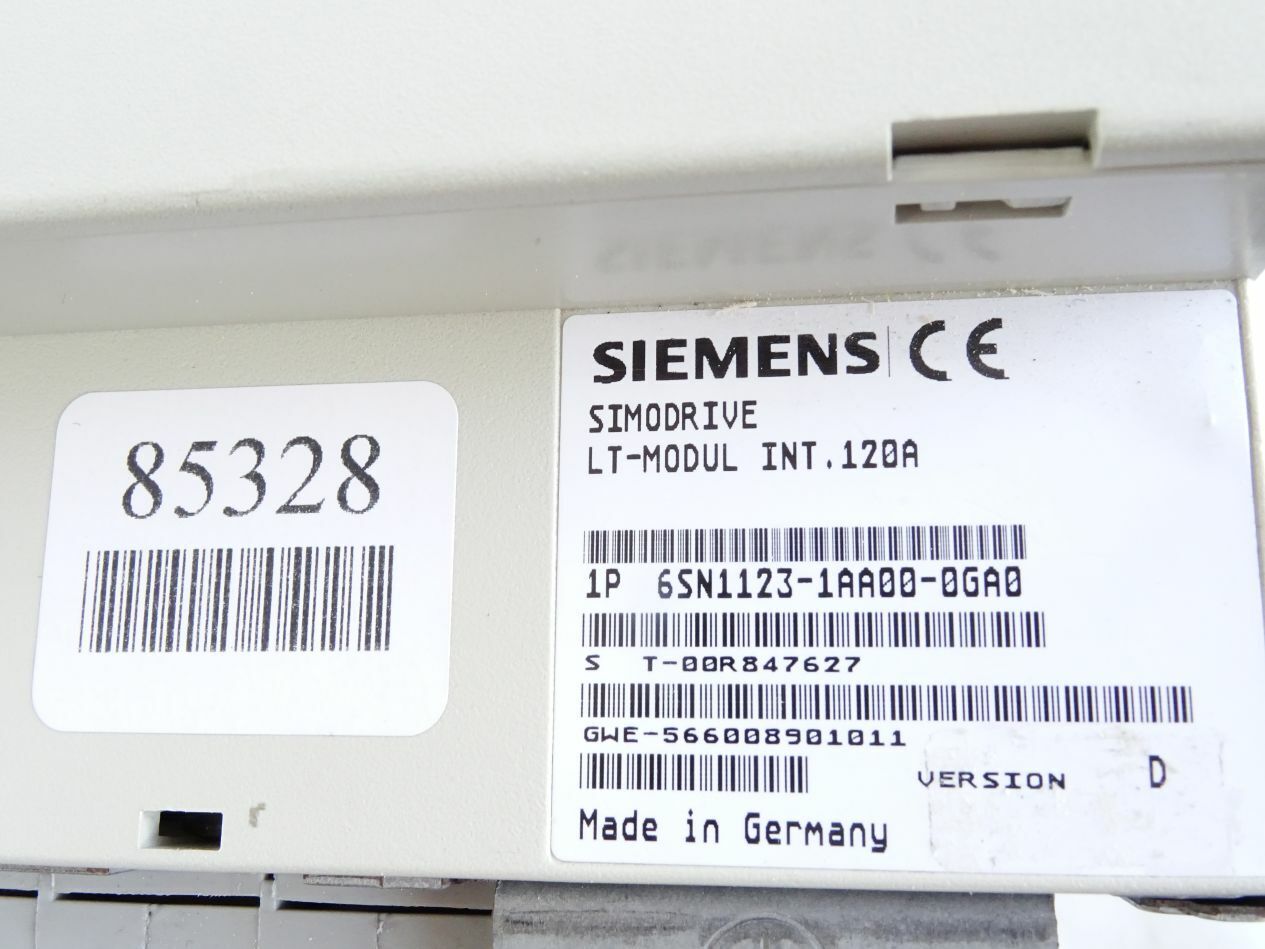 85328
SIEMENS CE
SIMODRIVE
LT-MODUL INT.120A
1P 6SN1123-1AA00-0GA0
S T-00R847627
GWE-566008901011
VERSION D
Made in Germany